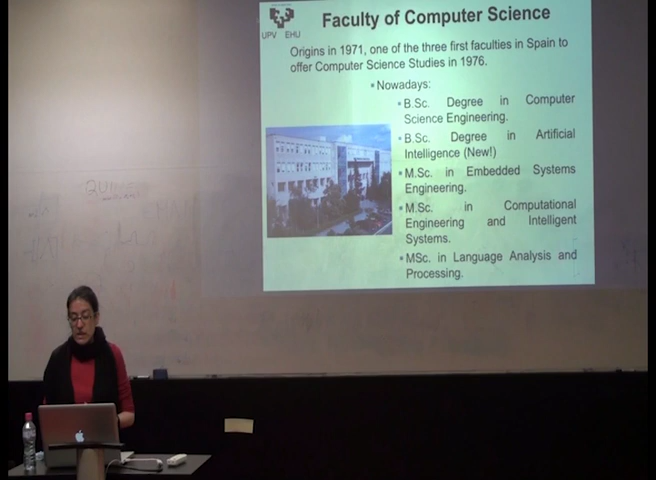 UPV EHU
Faculty of Computer Science
Origins in 1971, one of the three first faculties in Spain to
offer Computer Science Studies in 1976.
Nowadays:
B.Sc. Degree in Computer
Science Engineering.
B.Sc. Degree in Artificial
Intelligence (New!)
M.Sc. in Embedded Systems
Engineering.
M.Sc. in Computational
Engineering and Intelligent
Systems.
MSc. in Language Analysis and
Processing.